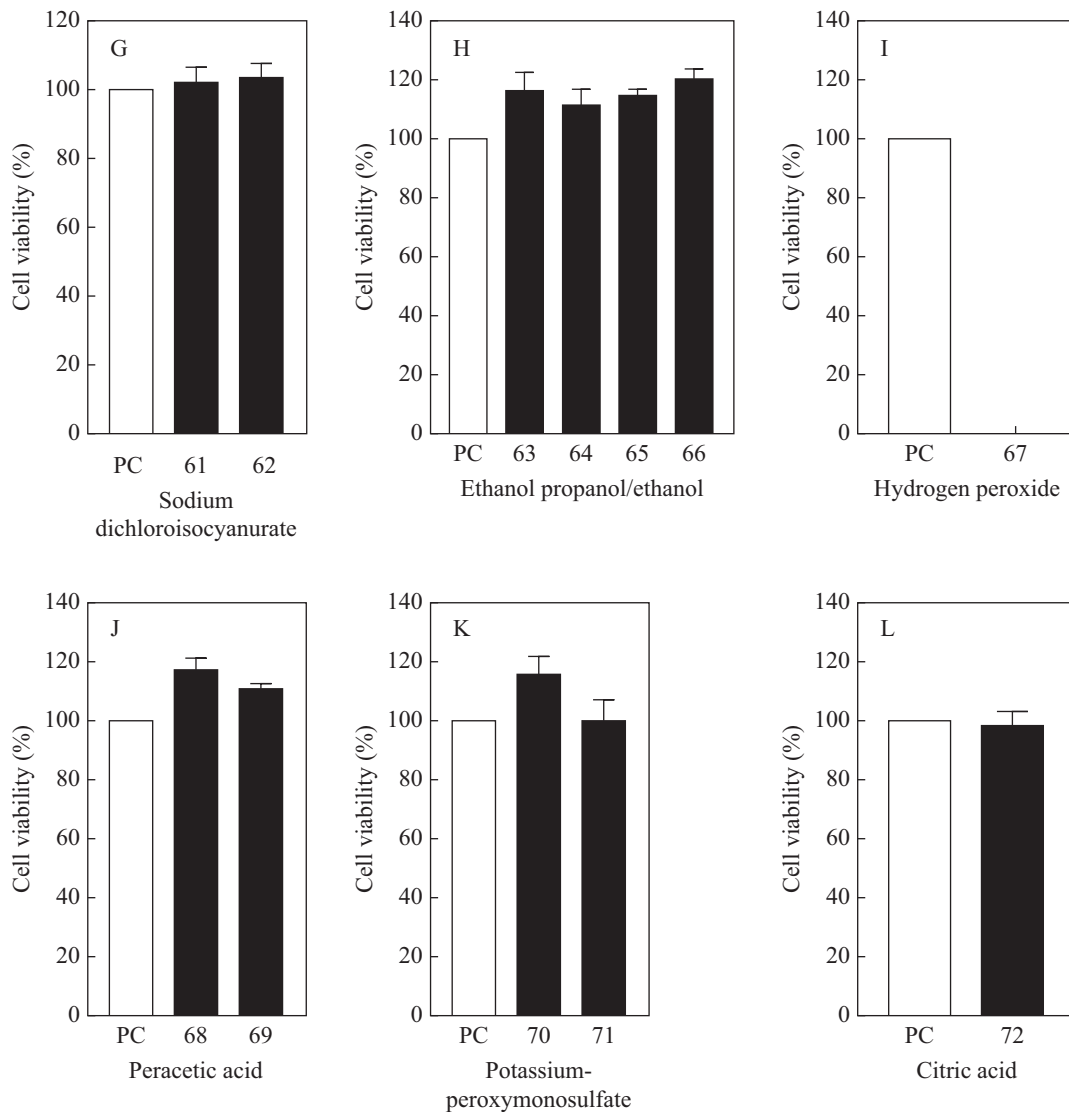 G
120
100
80
60
40
20
0
Cell viability (%)
PC 61 62
Sodium
dichloroisocyanurate
H
140
120
100
80
60
40
20
0
Cell viability (%)
PC 63 64 65 66
Ethanol propanol/ethanol
I
140
120
100
80
60
40
20
0
Cell viability (%)
PC 67
Hydrogen peroxide
J
140
120
100
80
60
40
20
0
Cell viability (%)
PC 68 69
Peracetic acid
K
140
120
100
80
60
40
20
0
Cell viability (%)
PC 70 71
Potassium-
peroxymonosulfate
L
140
120
100
80
60
40
20
0
Cell viability (%)
PC 72
Citric acid